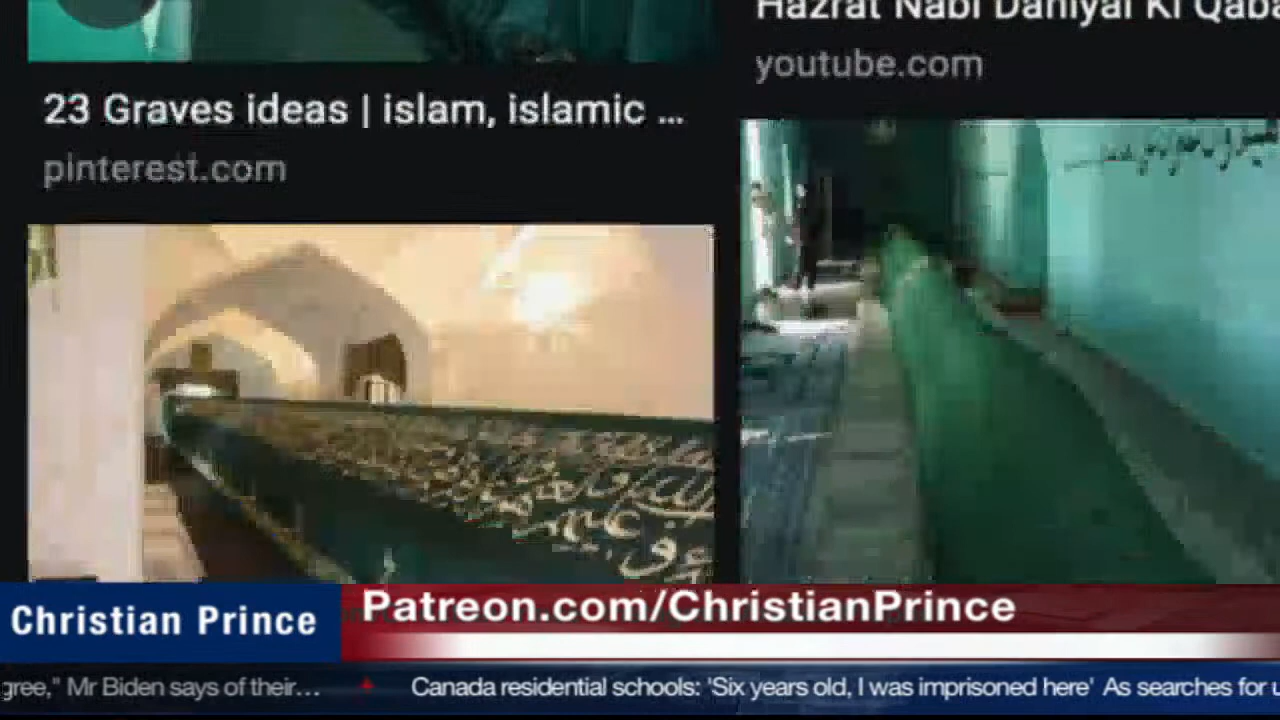 Hazrat Nabi Daniyal Ki Qaba
youtube.com
23 Graves ideas | islam, islamic ...
pinterest.com
Christian Prince
Patreon.com/ChristianPrince
gree," Mr Biden says of their… Canada residential schools: 'Six years old, I was imprisoned here' As searches for u